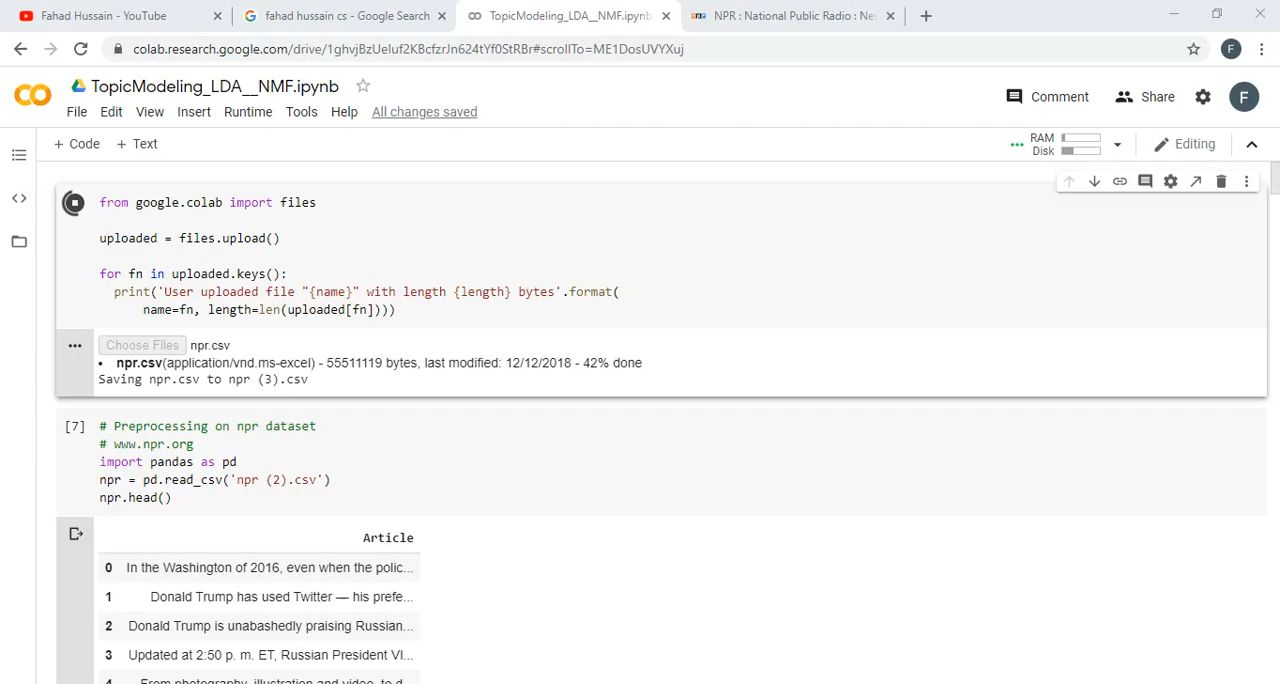 Fahad Hussain - YouTube
fahad hussain cs - Google Search
TopicModeling_LDA__NMF.ipynb
NPR : National Public Radio : Ne
colab.research.google.com/drive/1ghvjBzUeluf2KBcfzrJn624tYf0StRBr#scrollTo=ME1DosUVYXuj
F
TopicModeling_LDA__NMF.ipynb
Comment
Share
F
File Edit View Insert Runtime Tools Help All changes saved
+ Code + Text
RAM
Disk
Editing
from google.colab import files
uploaded = files.upload()
for fn in uploaded.keys():
print('User uploaded file "{name}" with length {length} bytes'.format(
name=fn, length=len(uploaded[fn])))
Choose Files npr.csv
• npr.csv(application/vnd.ms-excel) - 55511119 bytes, last modified: 12/12/2018 - 42% done
Saving npr.csv to npr (3).csv
[7] # Preprocessing on npr dataset
# www.npr.org
import pandas as pd
npr = pd.read_csv('npr (2).csv')
npr.head()
Article
0 In the Washington of 2016, even when the polic...
1 Donald Trump has used Twitter — his prefe...
2 Donald Trump is unabashedly praising Russian...
3 Updated at 2:50 p. m. ET, Russian President Vl...
4 From photography, illustration and video, to d...